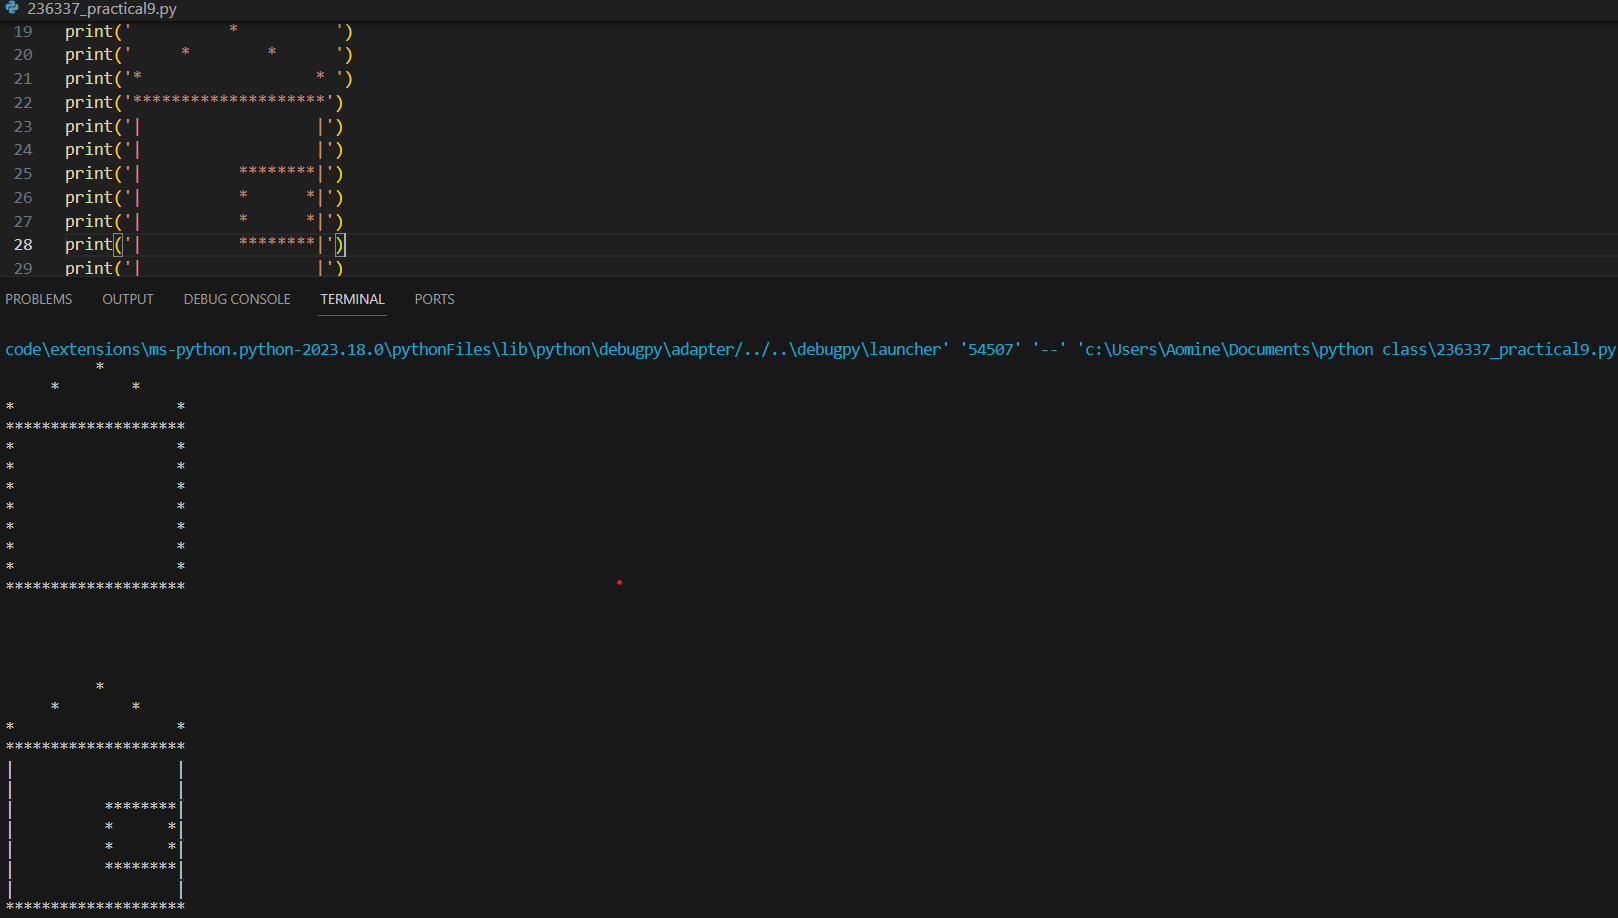 236337_practical9.py
19   print('          *          ')
20   print('     *        *      ')
21   print('*                  * ')
22   print('********************')
23   print('|                  |')
24   print('|                  |')
25   print('|          ********|')
26   print('|          *      *|')
27   print('|          *      *|')
28   print('|          ********|')
29   print('|                  |')
PROBLEMS   OUTPUT   DEBUG CONSOLE   TERMINAL   PORTS
code\extensions\ms-python.python-2023.18.0\pythonFiles\lib\python\debugpy\adapter/../..\debugpy\launcher' '54507' '--' 'c:\Users\Aomine\Documents\python class\236337_practical9.py
          *
     *        *
*                  *
********************
*                  *
*                  *
*                  *
*                  *
*                  *
*                  *
*                  *
********************
          *
     *        *
*                  *
********************
|                  |
|                  |
|          ********|
|          *      *|
|          *      *|
|          ********|
|                  |
********************